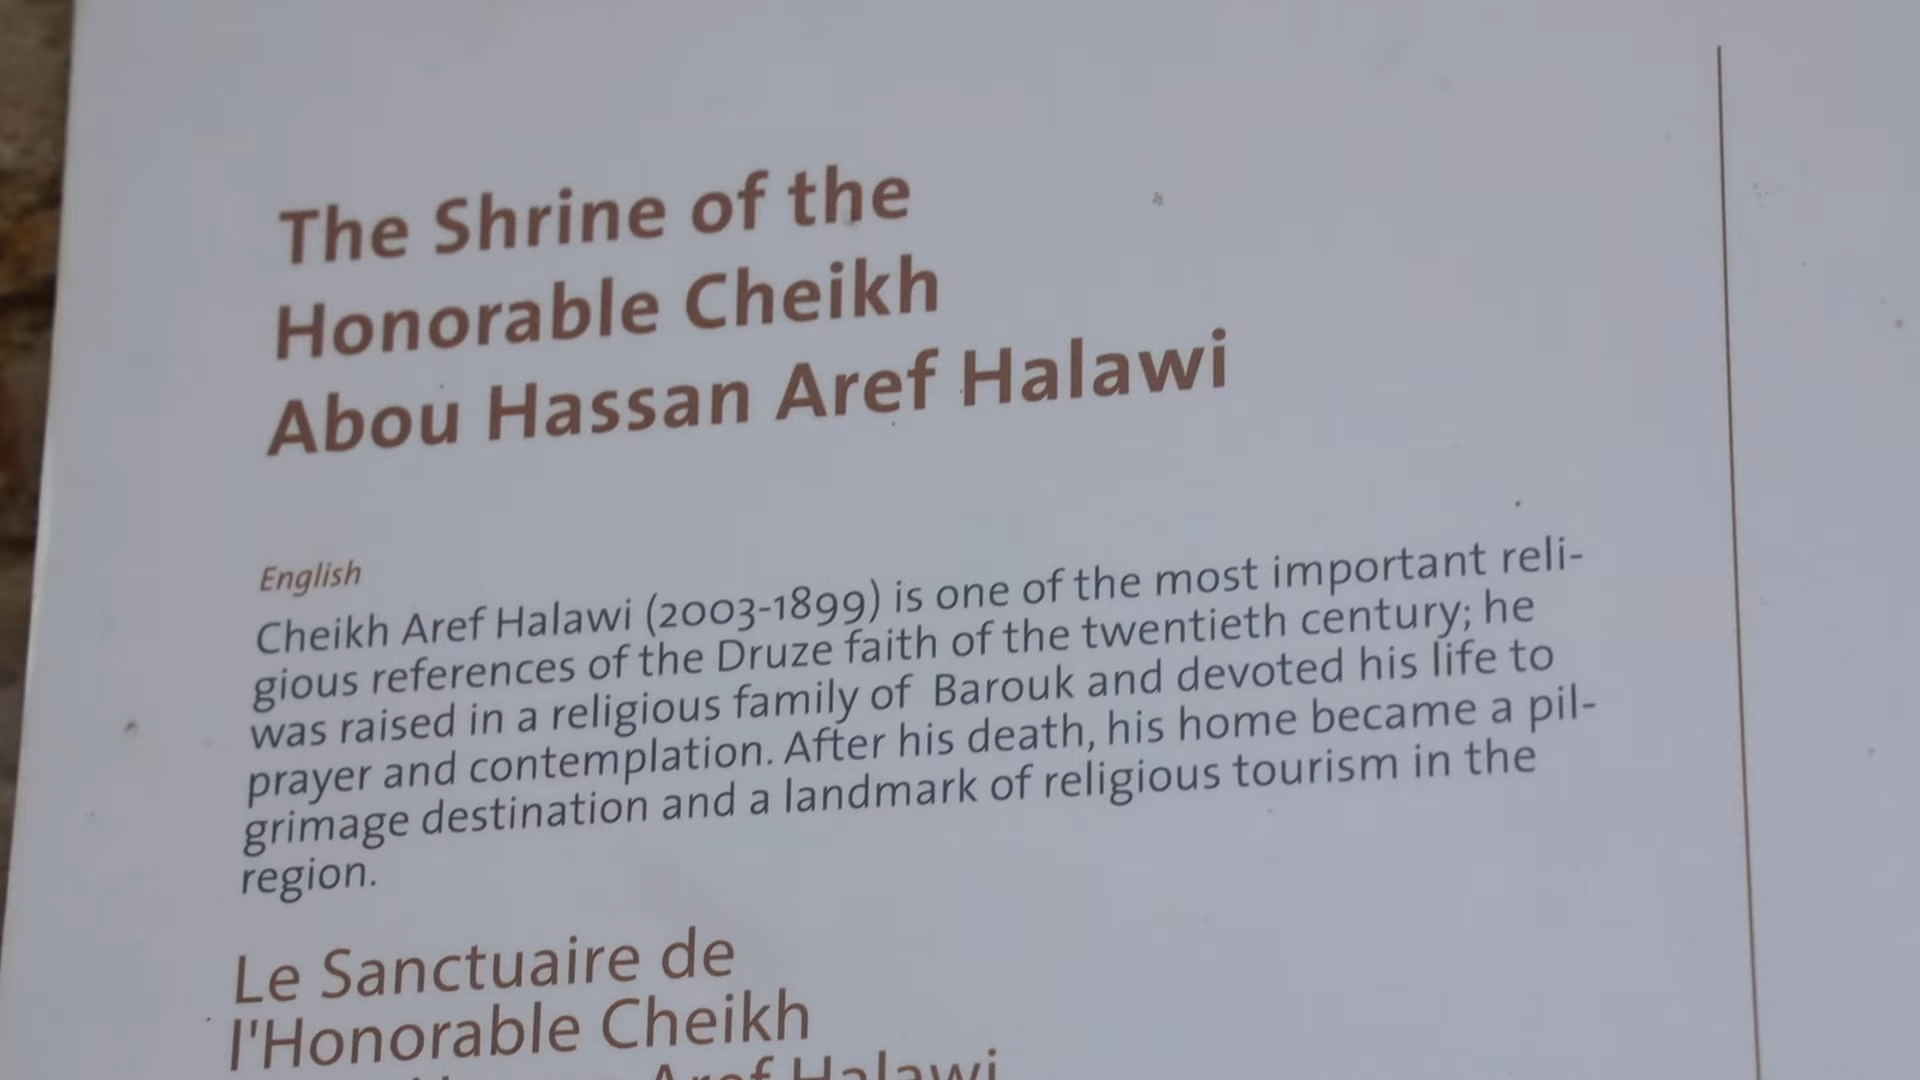 The Shrine of the
Honorable Cheikh
Abou Hassan Aref Halawi
English
Cheikh Aref Halawi (2003-1899) is one of the most important reli-
gious references of the Druze faith of the twentieth century; he
was raised in a religious family of Barouk and devoted his life to
prayer and contemplation. After his death, his home became a pil-
grimage destination and a landmark of religious tourism in the
region.
Le Sanctuaire de
l'Honorable Cheikh
Aref Halawi